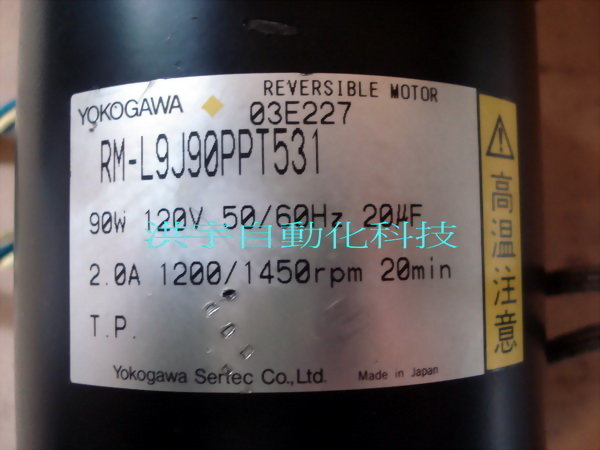 REVERSIBLE MOTOR
YOKOGAWA 03E227
RM-L9J90PPT531
90W 120V 50/60Hz 20μF
洪宇自動化科技
2.0A 1200/1450rpm 20min
T.P.
Yokogawa Sertec Co.,Ltd. Made in Japan
高温注意